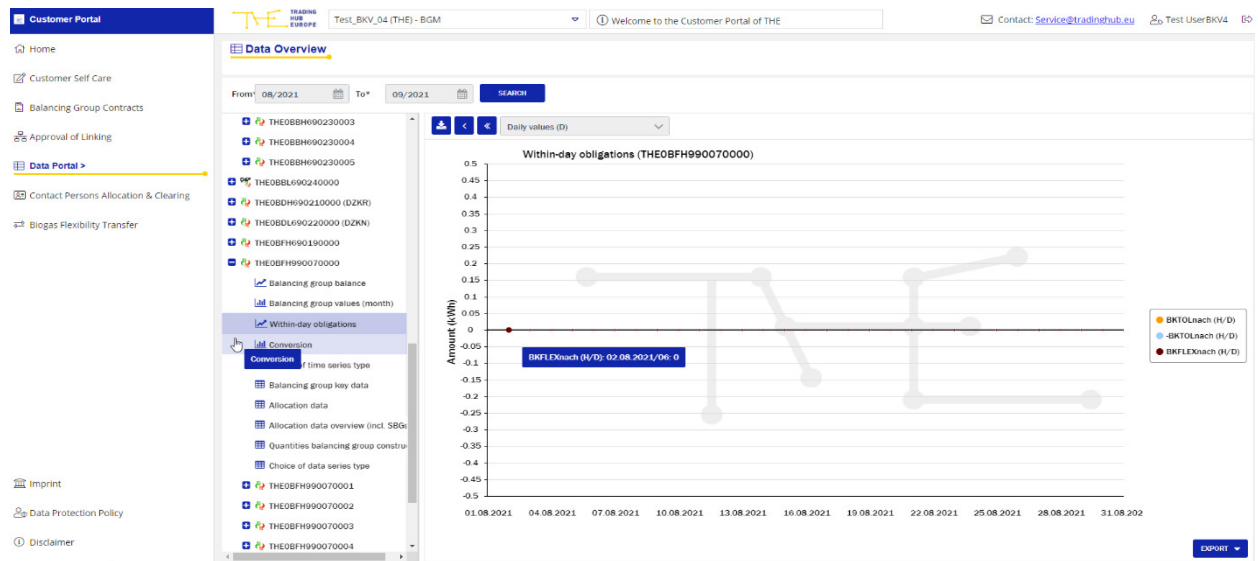 Customer Portal
THE TRADING HUB EUROPE
Test_BKV_04 (THE) - BGM
Welcome to the Customer Portal of THE
Contact: Service@tradinghub.eu
Test UserBKV4
Home
Customer Self Care
Balancing Group Contracts
Approval of Linking
Data Portal >
Contact Persons Allocation & Clearing
Biogas Flexibility Transfer
Imprint
Data Protection Policy
Disclaimer
Data Overview
From* 08/2021 To* 09/2021 SEARCH
THE0BBH690230003
THE0BBH690230004
THE0BBH690230005
THE0BBL690240000
THE0BDH690210000 (DZKR)
THE0BDL690220000 (DZKN)
THE0BFH690190000
THE0BFH990070000
Balancing group balance
Balancing group values (month)
Within-day obligations
Conversion
Conversion
of time series type
Balancing group key data
Allocation data
Allocation data overview (incl. SBGs
Quantities balancing group constru
Choice of data series type
THE0BFH990070001
THE0BFH990070002
THE0BFH990070003
THE0BFH990070004
Daily values (D)
Within-day obligations (THE0BFH990070000)
Amount (kWh)
0.5
0.45
0.4
0.35
0.3
0.25
0.2
0.15
0.1
0.05
0
-0.05
-0.1
-0.15
-0.2
-0.25
-0.3
-0.35
-0.4
-0.45
-0.5
BKFLEXnach (H/D): 02.08.2021/06: 0
01.08.2021 04.08.2021 07.08.2021 10.08.2021 13.08.2021 16.08.2021 19.08.2021 22.08.2021 25.08.2021 28.08.2021 31.08.202
BKTOLnach (H/D)
-BKTOLnach (H/D)
BKFLEXnach (H/D)
EXPORT